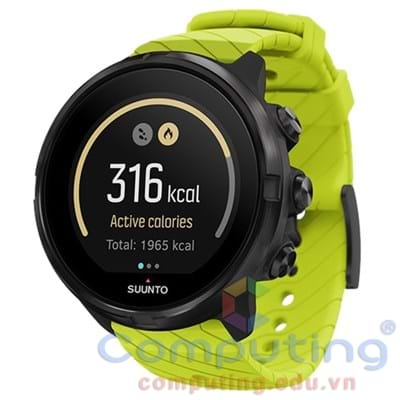 316 kcal
Active calories
Total: 1965 kcal
SUUNTO
Computing®
computing.edu.vn